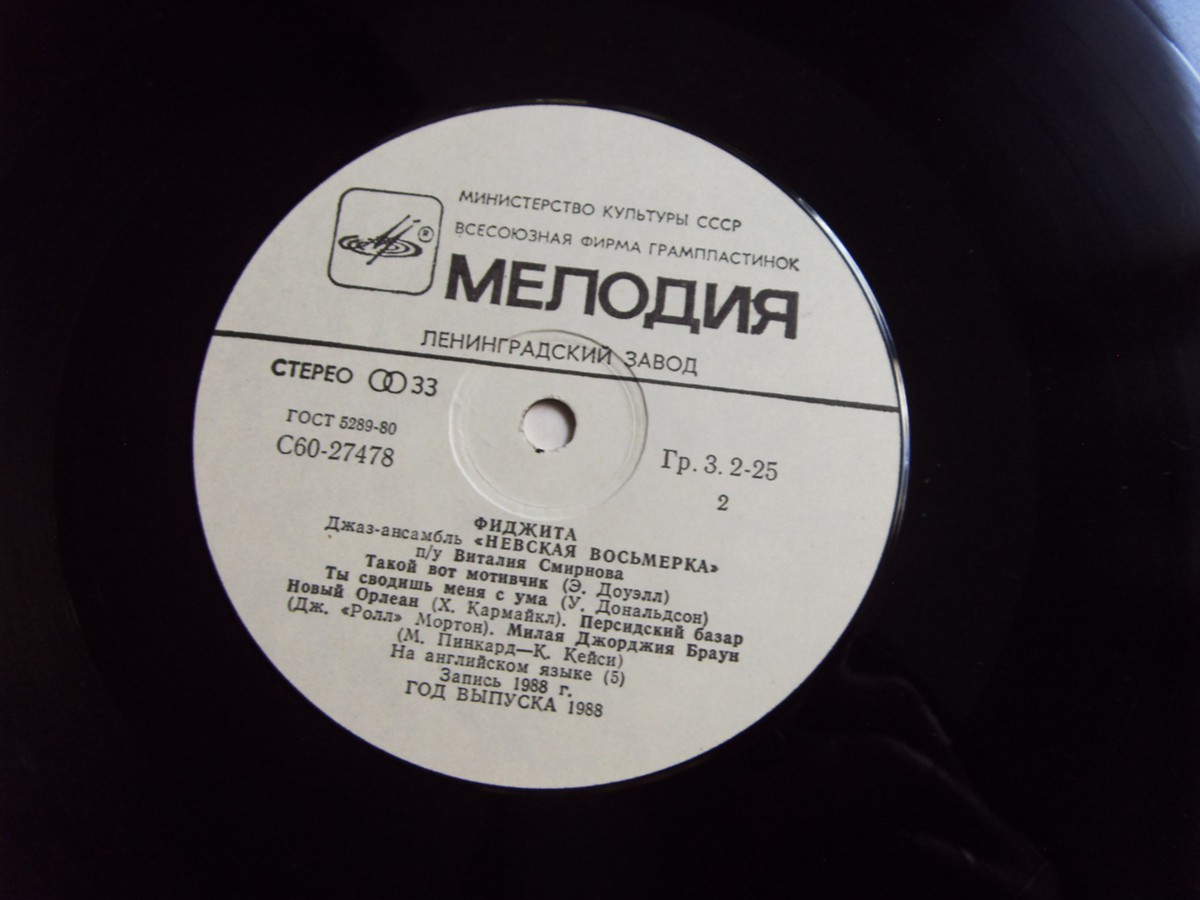 МИНИСТЕРСТВО КУЛЬТУРЫ СССР
ВСЕСОЮЗНАЯ ФИРМА ГРАМПЛАСТИНОК
®
МЕЛОДИЯ
ЛЕНИНГРАДСКИЙ ЗАВОД
СТЕРЕО 33
ГОСТ 5289-80
С60-27478
Гр. 3. 2-25
2
ФИДЖИТА
Джаз-ансамбль «НЕВСКАЯ ВОСЬМЕРКА»
п/у Виталия Смирнова
Такой вот мотивчик (Э. Доуэлл)
Ты сводишь меня с ума (У. Дональдсон)
Новый Орлеан (Х. Кармайкл). Персидский базар
(Дж. «Ролл» Мортон). Милая Джорджия Браун
(М. Пинкард—К. Кейси)
На английском языке (5)
Запись 1988 г.
ГОД ВЫПУСКА 1988